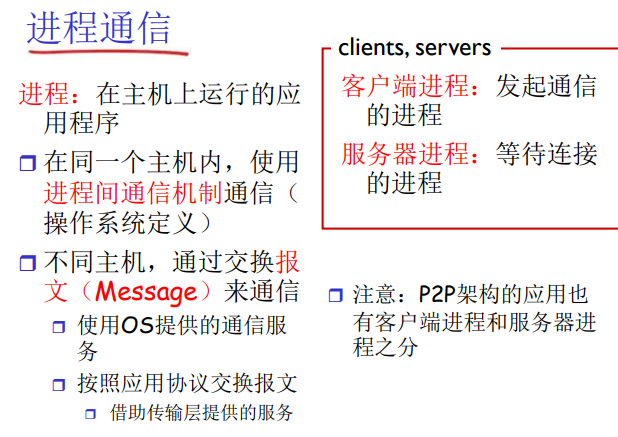 进程通信
进程：在主机上运行的应
用程序
在同一个主机内，使用
进程间通信机制通信（
操作系统定义）
不同主机，通过交换报
文（Message）来通信
使用OS提供的通信服
务
按照应用协议交换报文
借助传输层提供的服务
clients, servers
客户端进程：发起通信
的进程
服务器进程：等待连接
的进程
注意：P2P架构的应用也
有客户端进程和服务器进
程之分